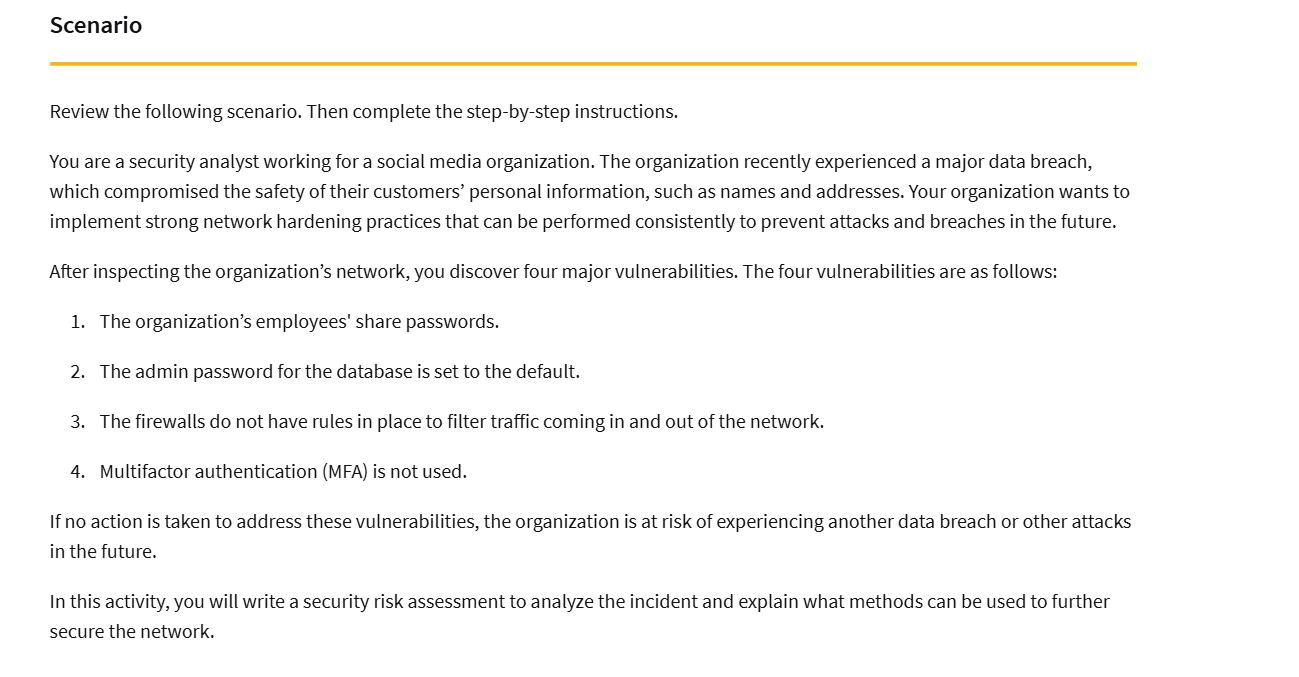 Scenario
Review the following scenario. Then complete the step-by-step instructions.
You are a security analyst working for a social media organization. The organization recently experienced a major data breach,
which compromised the safety of their customers’ personal information, such as names and addresses. Your organization wants to
implement strong network hardening practices that can be performed consistently to prevent attacks and breaches in the future.
After inspecting the organization’s network, you discover four major vulnerabilities. The four vulnerabilities are as follows:
1. The organization’s employees' share passwords.
2. The admin password for the database is set to the default.
3. The firewalls do not have rules in place to filter traffic coming in and out of the network.
4. Multifactor authentication (MFA) is not used.
If no action is taken to address these vulnerabilities, the organization is at risk of experiencing another data breach or other attacks
in the future.
In this activity, you will write a security risk assessment to analyze the incident and explain what methods can be used to further
secure the network.